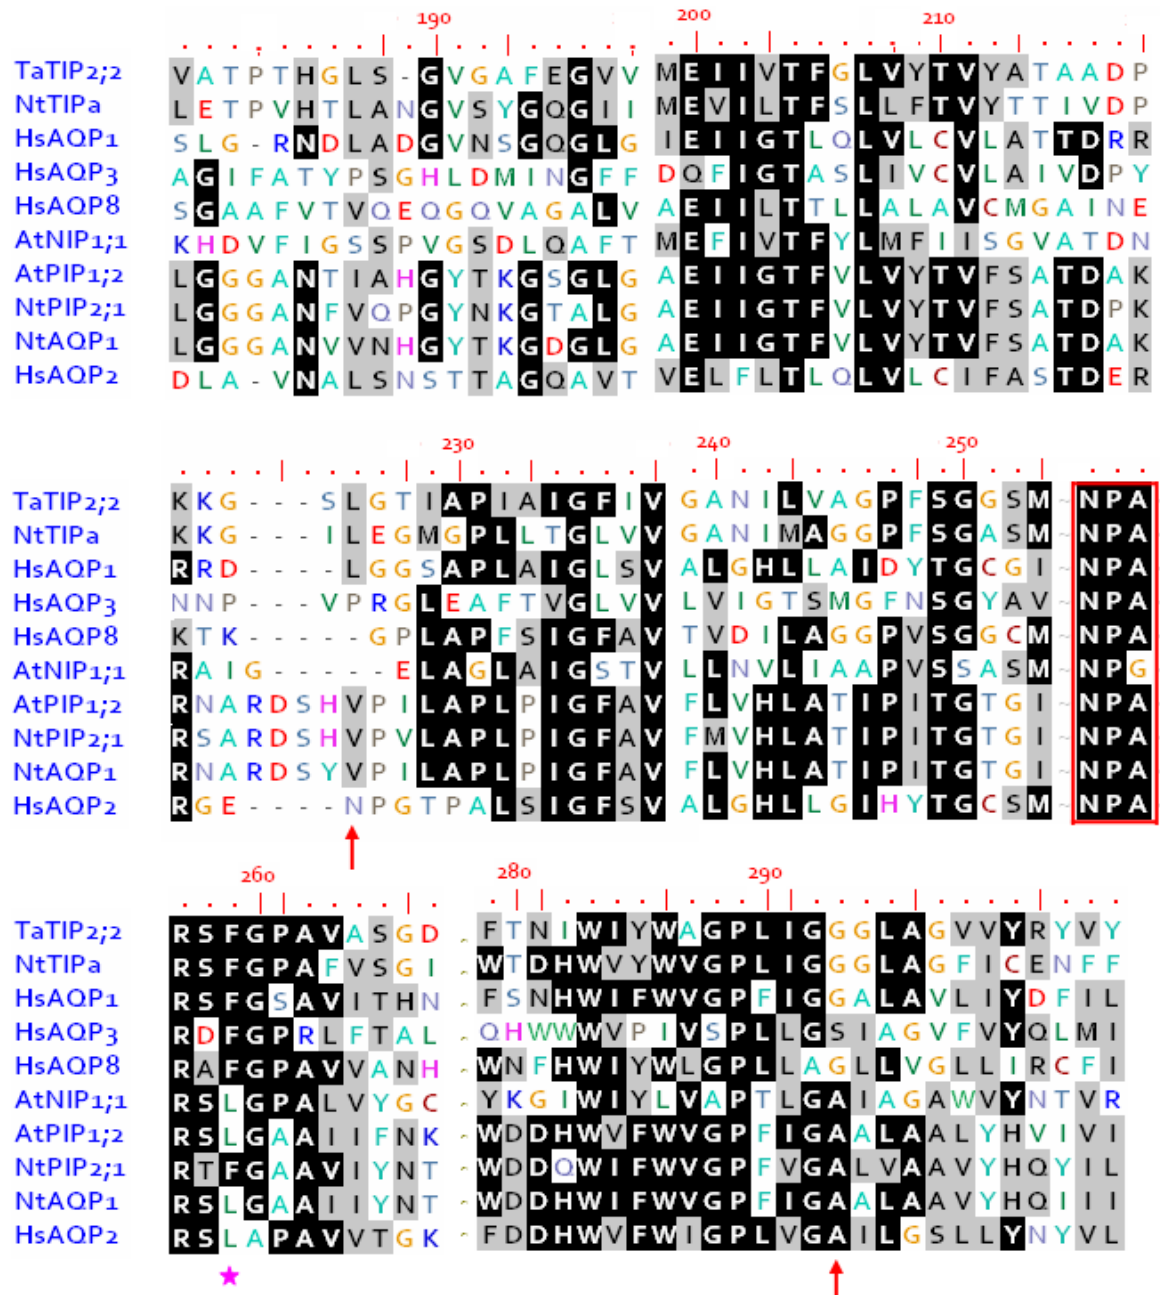 190 200 210
TaTIP2;2 VATPTHGLS-GVGAFEGVV MEIIVTFGLVYTVYATAADP
NtTIPa LETPVHTLANGVSYGQGII MEVILTFSLLFTVYTTIVDP
HsAQP1 SLG-RNDLADGVNSGQGLG IEIIGTLQLVLCVLATTDRR
HsAQP3 AGIFATYPSGHLDMINGFF DQFIGTASLIVCVLAIVDPY
HsAQP8 SGAAFVTVQEQGQVAGALV AEIILTTLLALAVCMGAINE
AtNIP1;1 KHDVFIGSSPVGSDLQAFT MEFIVTFYLMFIISGVATDN
AtPIP1;2 LGGGANTIAHGYTKGSGLG AEIIGTFVLVYTVFSATDAK
NtPIP2;1 LGGGANFVQPGYNKGTALG AEIIGTFVLVYTVFSATDPK
NtAQP1 LGGGANVVNHGYTKGDGLG AEIIGTFVLVYTVFSATDAK
HsAQP2 DLA-VNALSNSTTAGQAVT VELFLTLQLVLCIFASTDER
230 240 250
TaTIP2;2 KKG---SLGTIAPIAIGFIV GANILVAGPFSGGSM~NPA
NtTIPa KKG---ILEGMGPLLTGLVV GANIMAGGPFSGASM~NPA
HsAQP1 RRD----LGGSAPLAIGLSV ALGHLLAIDYTGCGI~NPA
HsAQP3 NNP---VPRGLEAFTVGLVV LVIGTSMGFNSGYAV~NPA
HsAQP8 KTK-----GPLAPFSIGFAV TVDILAGGPVSGGCM~NPA
AtNIP1;1 RAIG-----ELAGLAIGSTV LLNVLIAAPVSSASM~NPG
AtPIP1;2 RNARDSHVPILAPLPIGFAV FLVHLATIPITGTGI~NPA
NtPIP2;1 RSARDSHVPVLAPLPIGFAV FMVHLATIPITGTGI~NPA
NtAQP1 RNARDSYVPILAPLPIGFAV FLVHLATIPITGTGI~NPA
HsAQP2 RGE----NPGTPALSIGFSV ALGHLLGIHYTGCSM~NPA
260 280 290
TaTIP2;2 RSFGPAVASGD~FTNIWIYWAGPLIGGGLAGVVYRYVY
NtTIPa RSFGPAFVSGI~WTDHWVYWVGPLIGGGLAGFICENFF
HsAQP1 RSFGSAVITHN~FSNHWIFWVGPFIGGALAVLIYDFIL
HsAQP3 RDFGPRLFTAL~QHWWWVPIVSPLLGSIAGVFVYQLMI
HsAQP8 RAFGPAVVANH~WNFHWIYWLGPLLAGLLVGLLIRCFI
AtNIP1;1 RSLGPALVYGC~YKGIWIYLVAPTLGAIAGAWVYNTVR
AtPIP1;2 RSLGAAIIFNK~WDDHWVFWVGPFIGAALAALYHVIVI
NtPIP2;1 RTFGAAVIYNT~WDDQWIFWVGPFVGALVAAVYHQYIL
NtAQP1 RSLGAAIIYNT~WDDHWIFWVGPFIGAALAAVYHQIII
HsAQP2 RSLAPAVVTGK~FDDHWVFWIGPLVGAILGSLLYNYVL